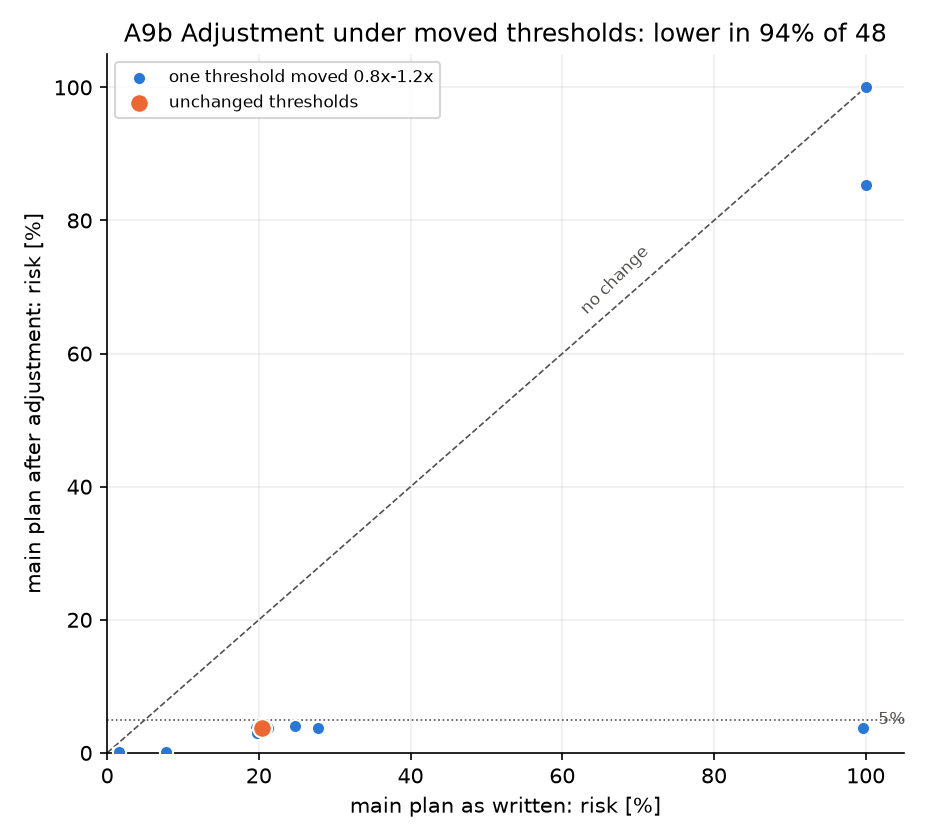 A9b Adjustment under moved thresholds: lower in 94% of 48
one threshold moved 0.8x-1.2x
unchanged thresholds
100
80
no change
60
40
20
5%
0
0 20 40 60 80 100
main plan after adjustment: risk [%]
main plan as written: risk [%]